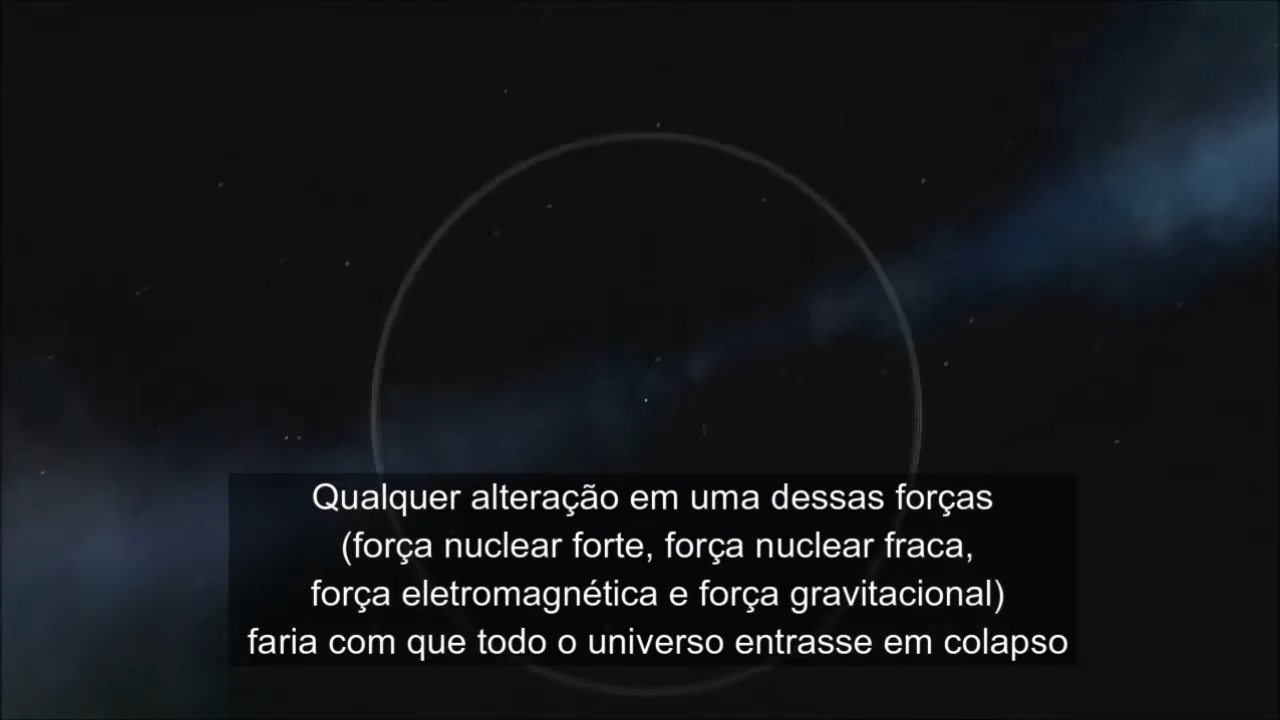 Qualquer alteração em uma dessas forças
(força nuclear forte, força nuclear fraca,
força eletromagnética e força gravitacional)
faria com que todo o universo entrasse em colapso